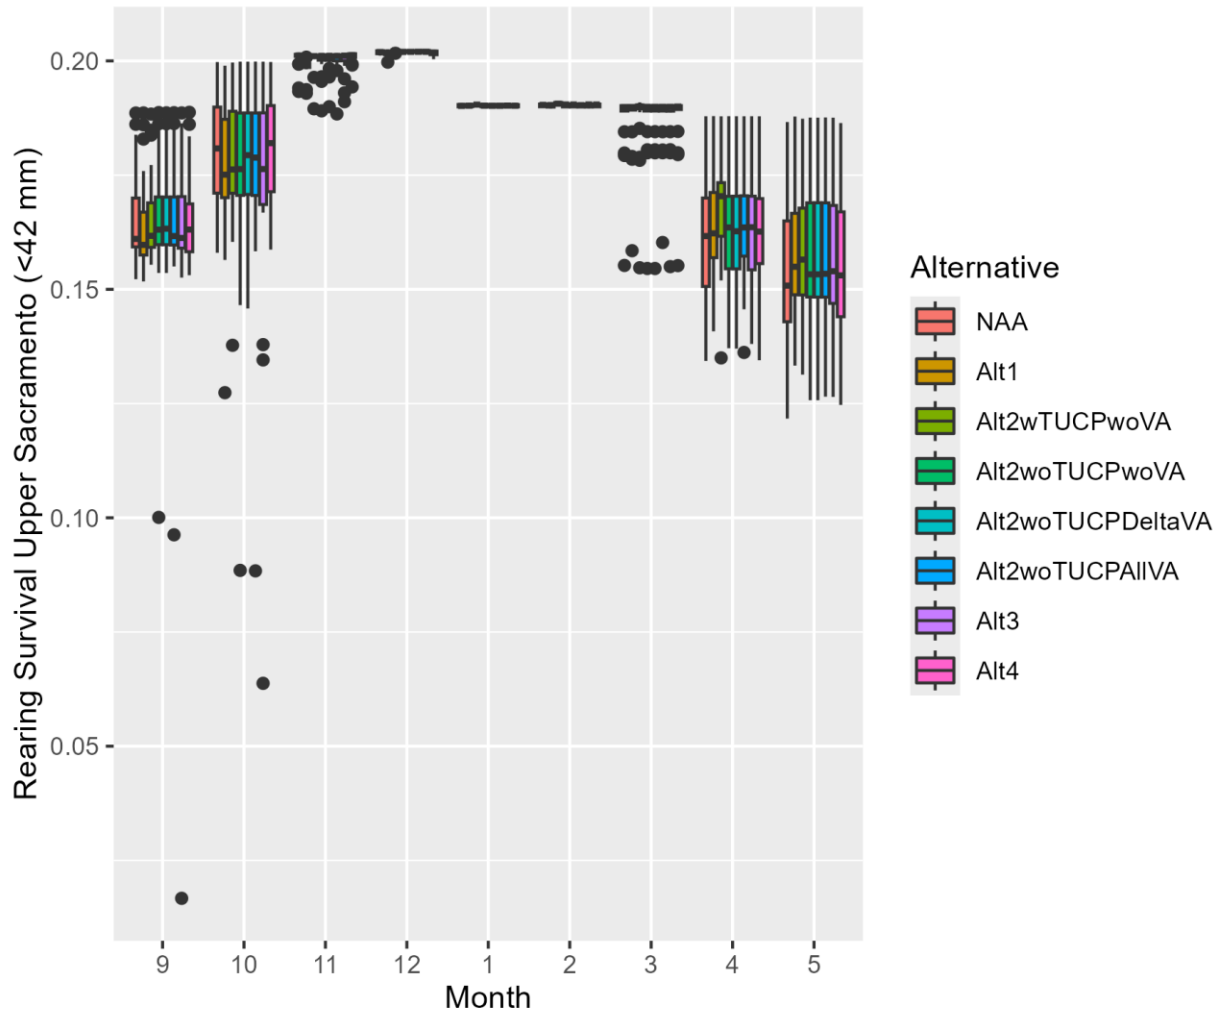 Rearing Survival Upper Sacramento (<42 mm)
0.20
0.15
0.10
0.05
9 10 11 12 1 2 3 4 5
Month
Alternative
NAA
Alt1
Alt2wTUCPwoVA
Alt2woTUCPwoVA
Alt2woTUCPDeltaVA
Alt2woTUCPAllVA
Alt3
Alt4